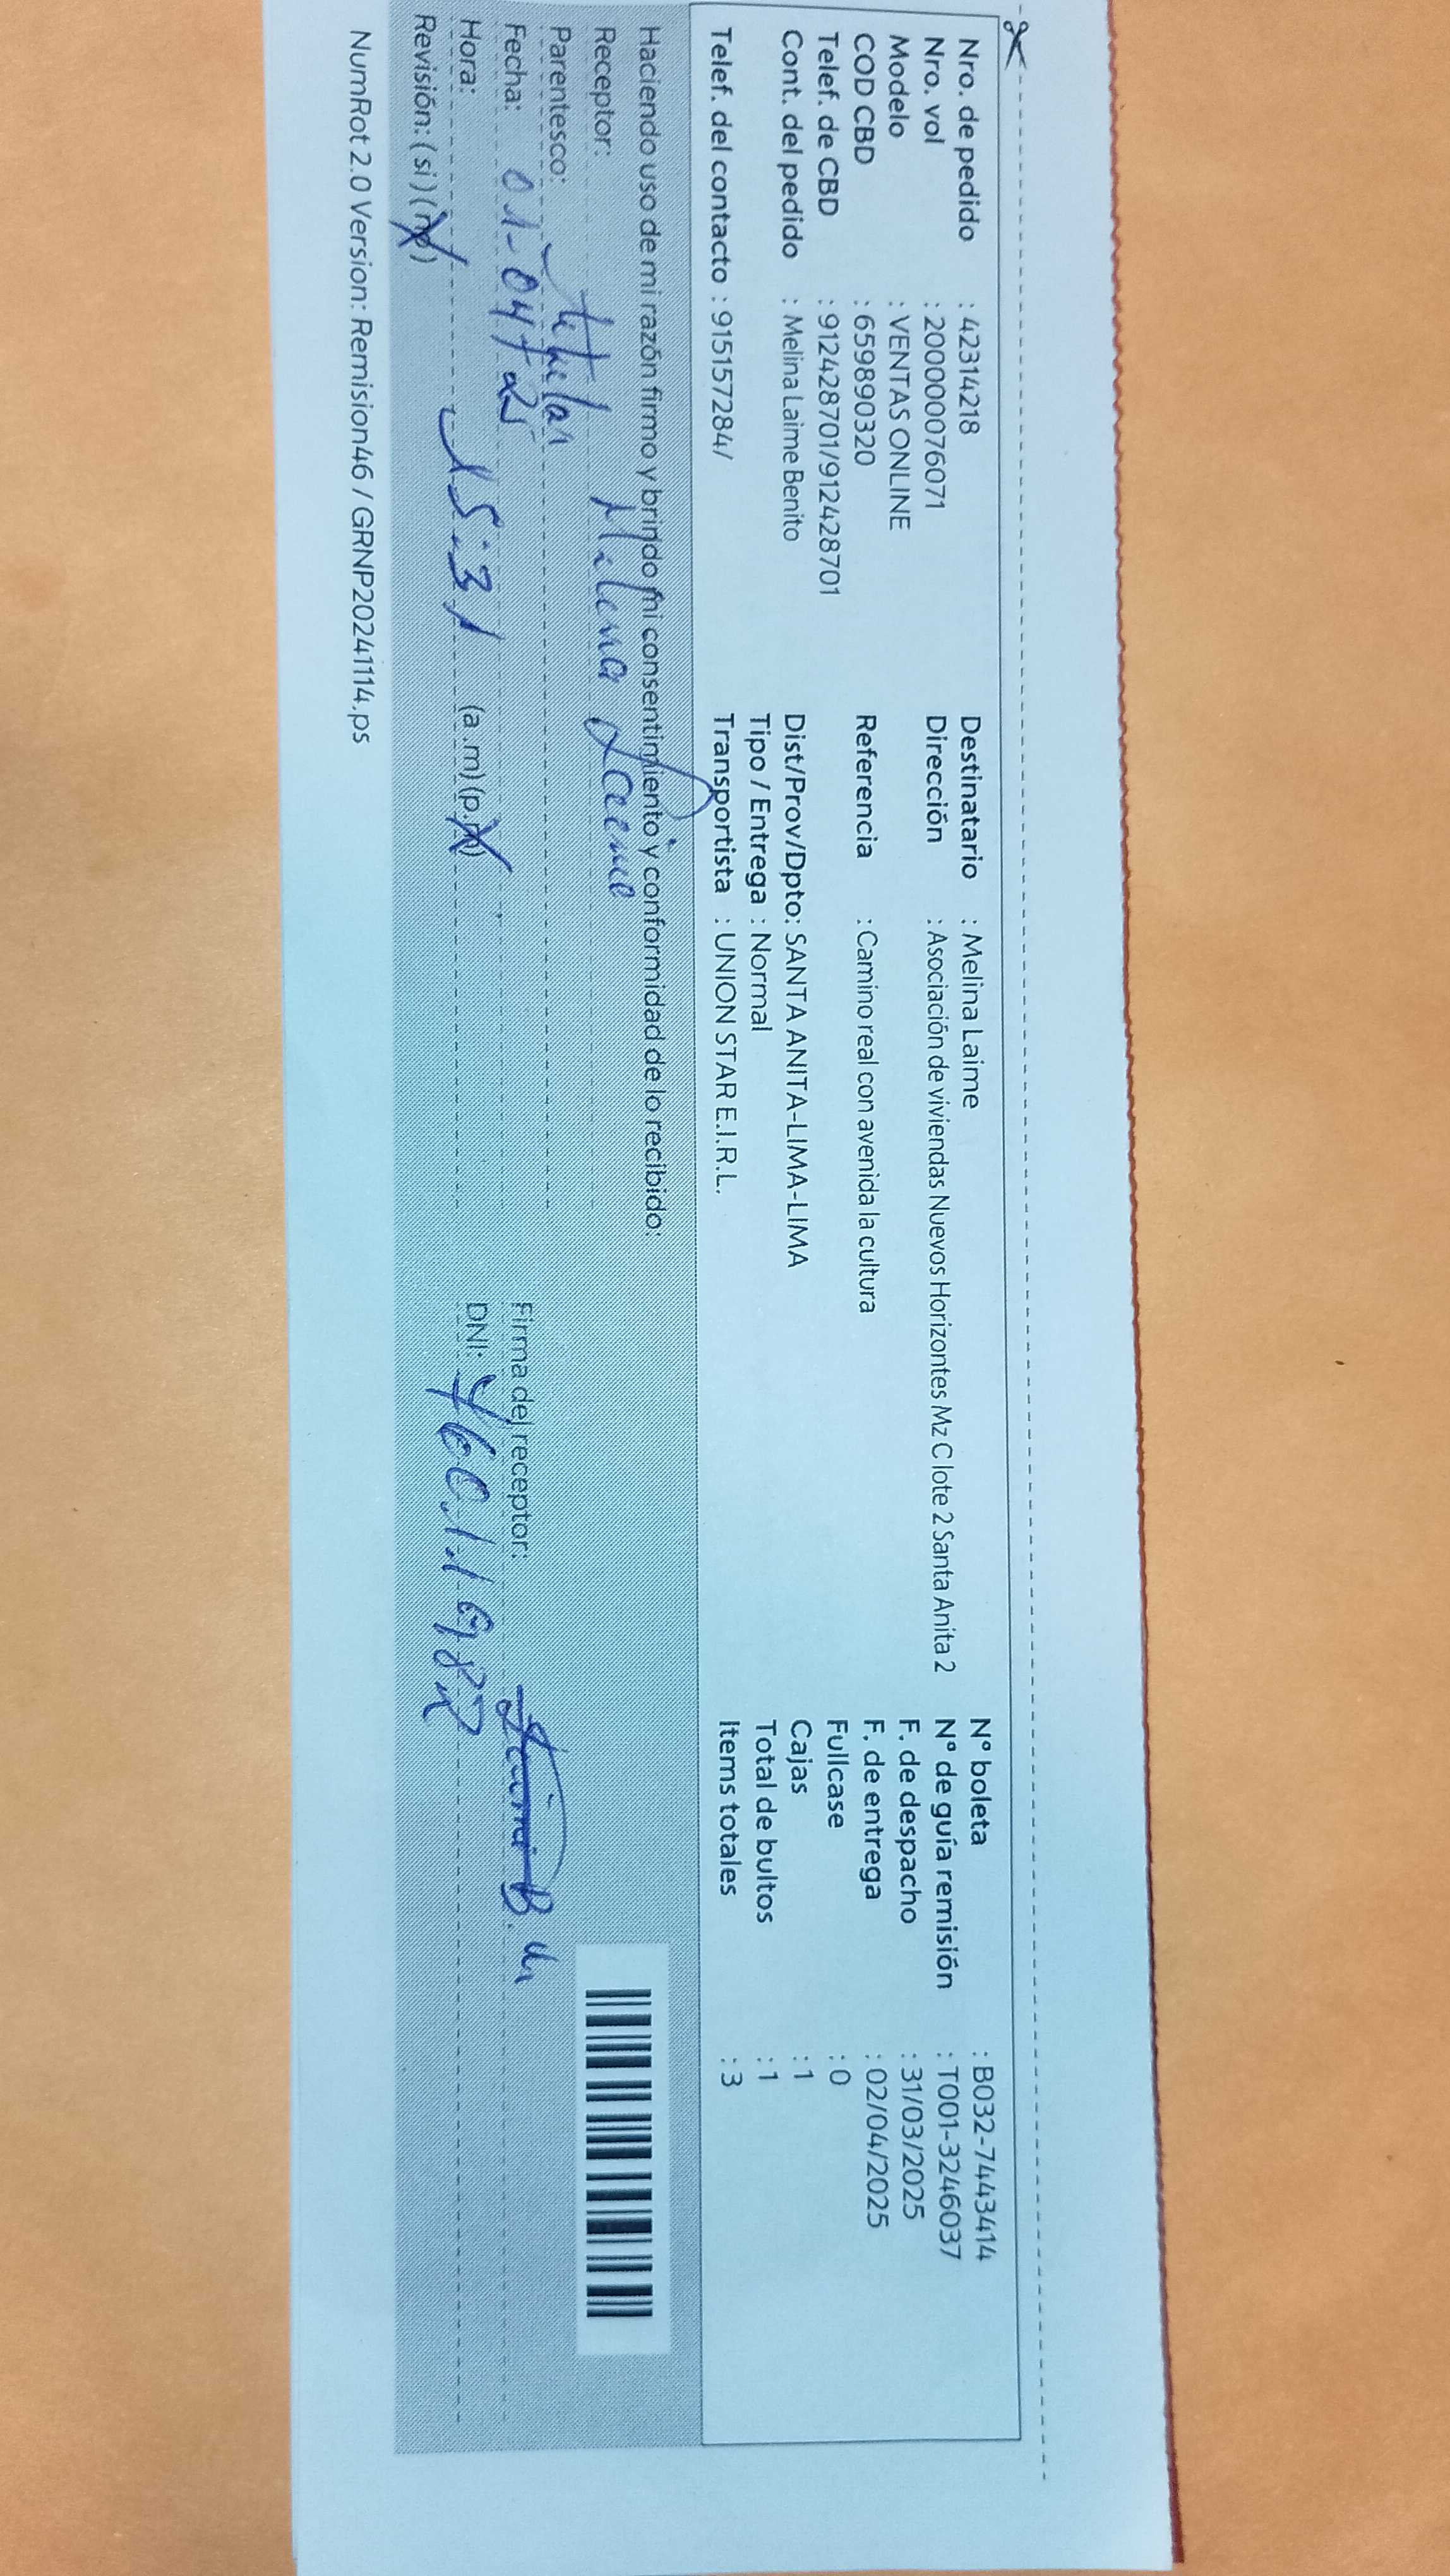 Nro. de pedido : 42314218
Nro. vol : 200000076071
Modelo : VENTAS ONLINE
COD CBD : 659890320
Telef. de CBD : 912428701/912428701
Cont. del pedido : Melina Laime Benito
Telef. del contacto : 915157284/
Destinatario : Melina Laime
Dirección : Asociación de viviendas Nuevos Horizontes Mz C lote 2 Santa Anita 2
Referencia : Camino real con avenida la cultura
Dist/Prov/Dpto: SANTA ANITA-LIMA-LIMA
Tipo / Entrega : Normal
Transportista : UNION STAR E.I.R.L.
N° boleta : B032-7443414
N° de guía remisión : T001-3246037
F. de despacho : 31/03/2025
F. de entrega : 02/04/2025
Fullcase : 0
Cajas : 1
Total de bultos : 1
Items totales : 3
Haciendo uso de mi razón firmo y brindo mi consentimiento y conformidad de lo recibido:
Receptor:
Parentesco: titular
Fecha: 01-04-25
Hora: 15:31 (a.m) (p.m)
Revisión: ( si ) ( no )
Firma del receptor:
DNI:
NumRot 2.0 Version: Remision46 / GRNP20241114.ps